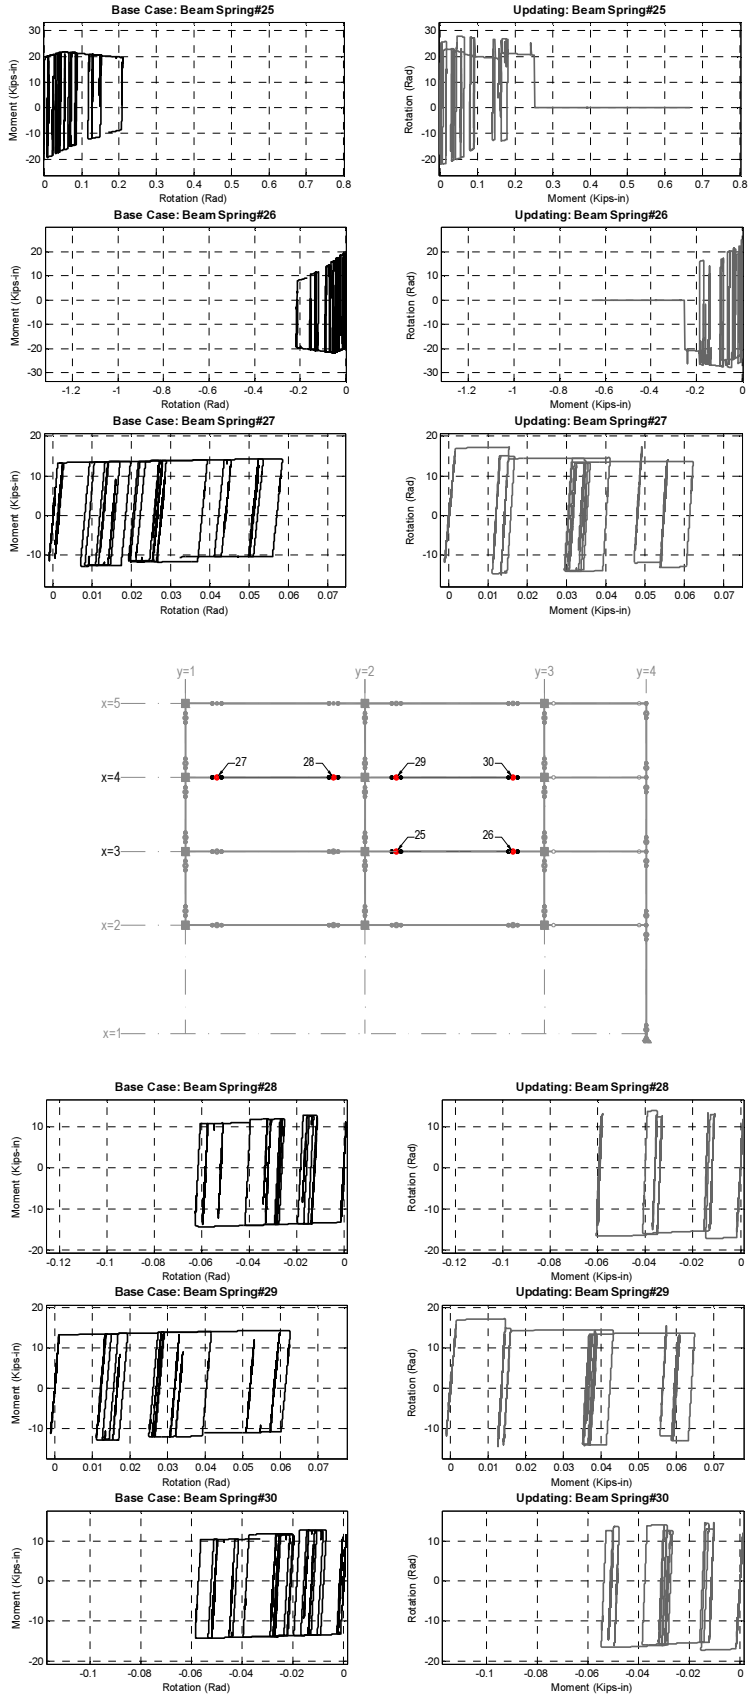 Base Case: Beam Spring#25
Updating: Beam Spring#25
Moment (Kips-in)
30
20
10
0
-10
-20
0 0.1 0.2 0.3 0.4 0.5 0.6 0.7 0.8
Rotation (Rad)
Rotation (Rad)
30
20
10
0
-10
-20
0 0.1 0.2 0.3 0.4 0.5 0.6 0.7 0.8
Moment (Kips-in)
Base Case: Beam Spring#26
Updating: Beam Spring#26
Moment (Kips-in)
20
10
0
-10
-20
-30
-1.2 -1 -0.8 -0.6 -0.4 -0.2 0
Rotation (Rad)
Rotation (Rad)
20
10
0
-10
-20
-30
-1.2 -1 -0.8 -0.6 -0.4 -0.2 0
Moment (Kips-in)
Base Case: Beam Spring#27
Updating: Beam Spring#27
Moment (Kips-in)
20
10
0
-10
0 0.01 0.02 0.03 0.04 0.05 0.06 0.07
Rotation (Rad)
Rotation (Rad)
20
10
0
-10
0 0.01 0.02 0.03 0.04 0.05 0.06 0.07
Moment (Kips-in)
y=1 y=2 y=3 y=4
x=5
27 28 29 30
x=4
25 26
x=3
x=2
x=1
Base Case: Beam Spring#28
Updating: Beam Spring#28
Moment (Kips-in)
10
0
-10
-20
-0.12 -0.1 -0.08 -0.06 -0.04 -0.02 0
Rotation (Rad)
Rotation (Rad)
10
0
-10
-20
-0.12 -0.1 -0.08 -0.06 -0.04 -0.02 0
Moment (Kips-in)
Base Case: Beam Spring#29
Updating: Beam Spring#29
Moment (Kips-in)
20
10
0
-10
0 0.01 0.02 0.03 0.04 0.05 0.06 0.07
Rotation (Rad)
Rotation (Rad)
20
10
0
-10
0 0.01 0.02 0.03 0.04 0.05 0.06 0.07
Moment (Kips-in)
Base Case: Beam Spring#30
Updating: Beam Spring#30
Moment (Kips-in)
10
0
-10
-20
-0.1 -0.08 -0.06 -0.04 -0.02 0
Rotation (Rad)
Rotation (Rad)
10
0
-10
-20
-0.1 -0.08 -0.06 -0.04 -0.02 0
Moment (Kips-in)